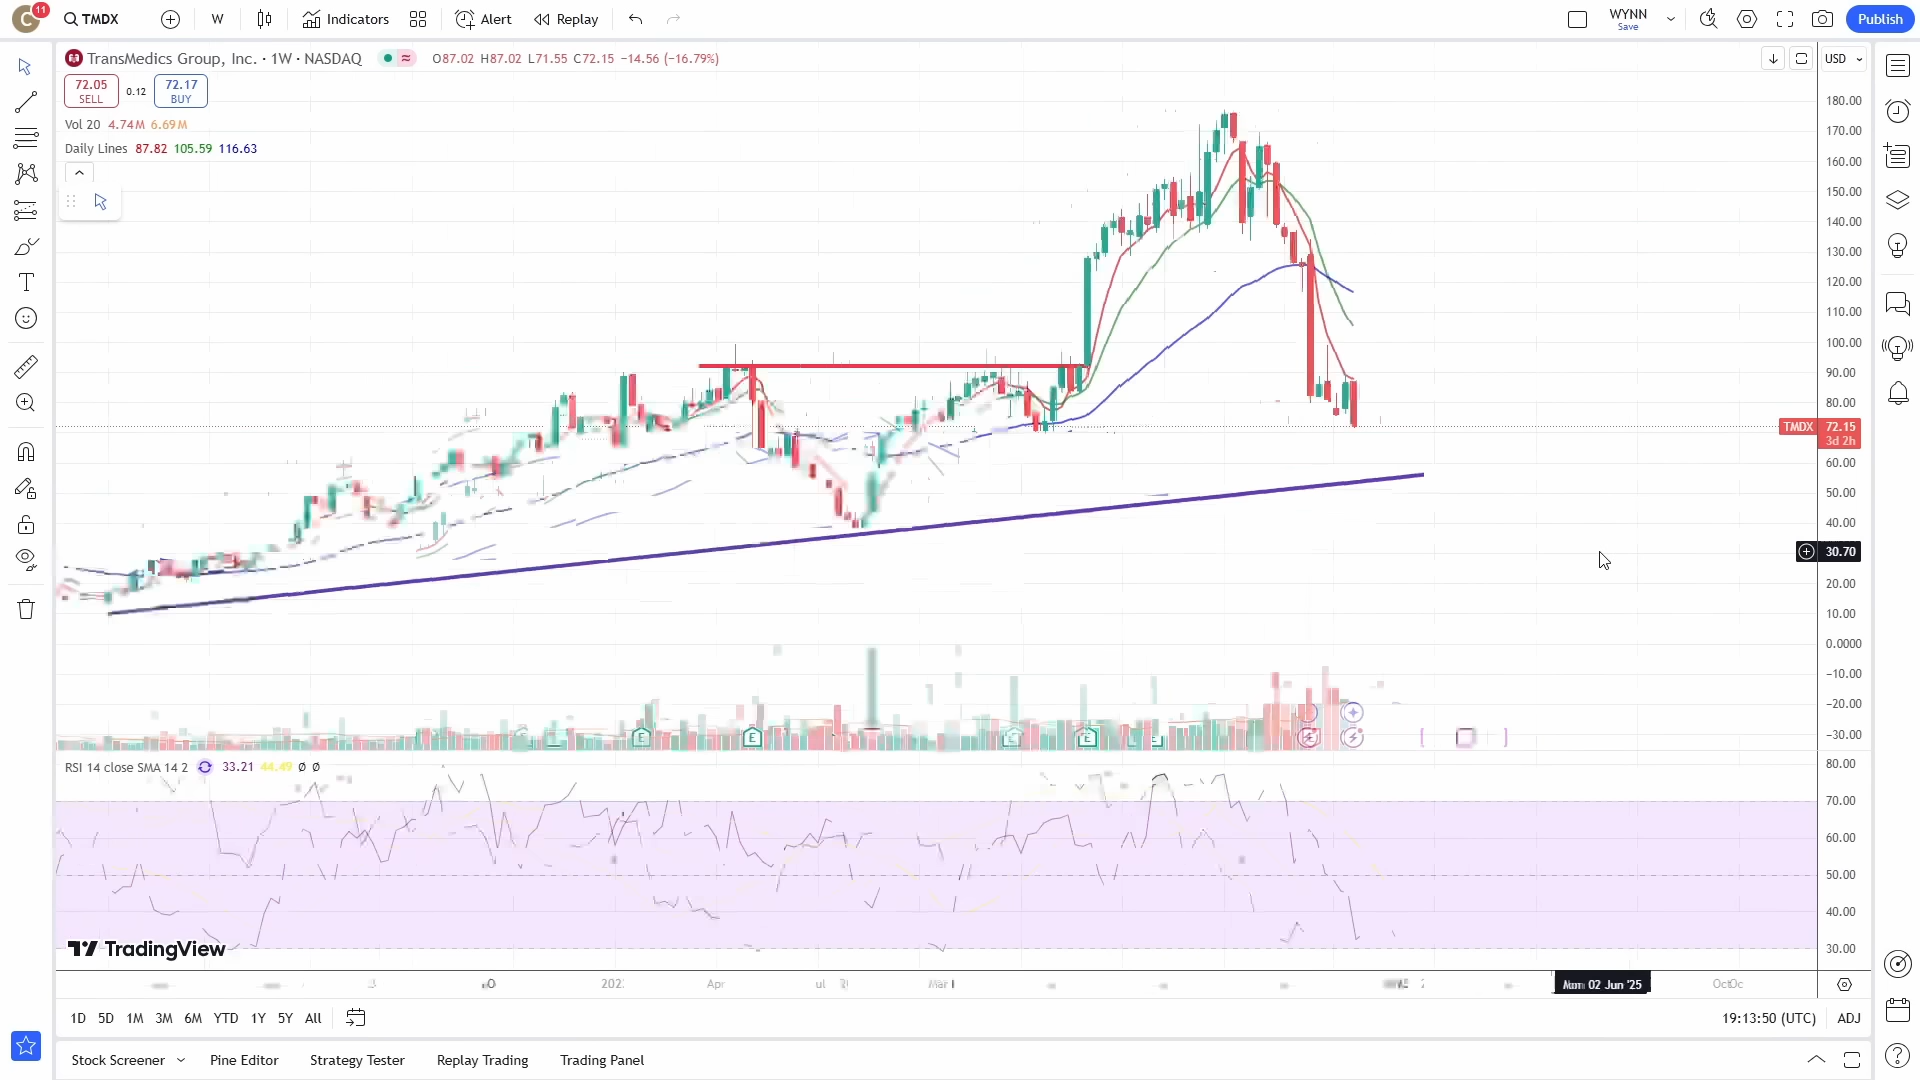 C 11 TMDX W Indicators Alert Replay WYNN Save Publish
TransMedics Group, Inc. · 1W · NASDAQ O87.02 H87.02 L71.55 C72.15 −14.56 (−16.79%) USD
72.05 SELL 0.12 72.17 BUY
Vol 20 4.74M 6.69M
Daily Lines 87.82 105.59 116.63
180.00
170.00
160.00
150.00
140.00
130.00
120.00
110.00
100.00
90.00
80.00
TMDX 72.15
3d 2h
60.00
50.00
40.00
30.70
20.00
10.00
0.0000
−10.00
−20.00
−30.00
E E E E E
RSI 14 close SMA 14 2 33.21 44.49 Ø Ø
80.00
70.00
60.00
50.00
40.00
30.00
TradingView
Apr 02 Jun '25
1D 5D 1M 3M 6M YTD 1Y 5Y All 19:13:50 (UTC) ADJ
Stock Screener Pine Editor Strategy Tester Replay Trading Trading Panel